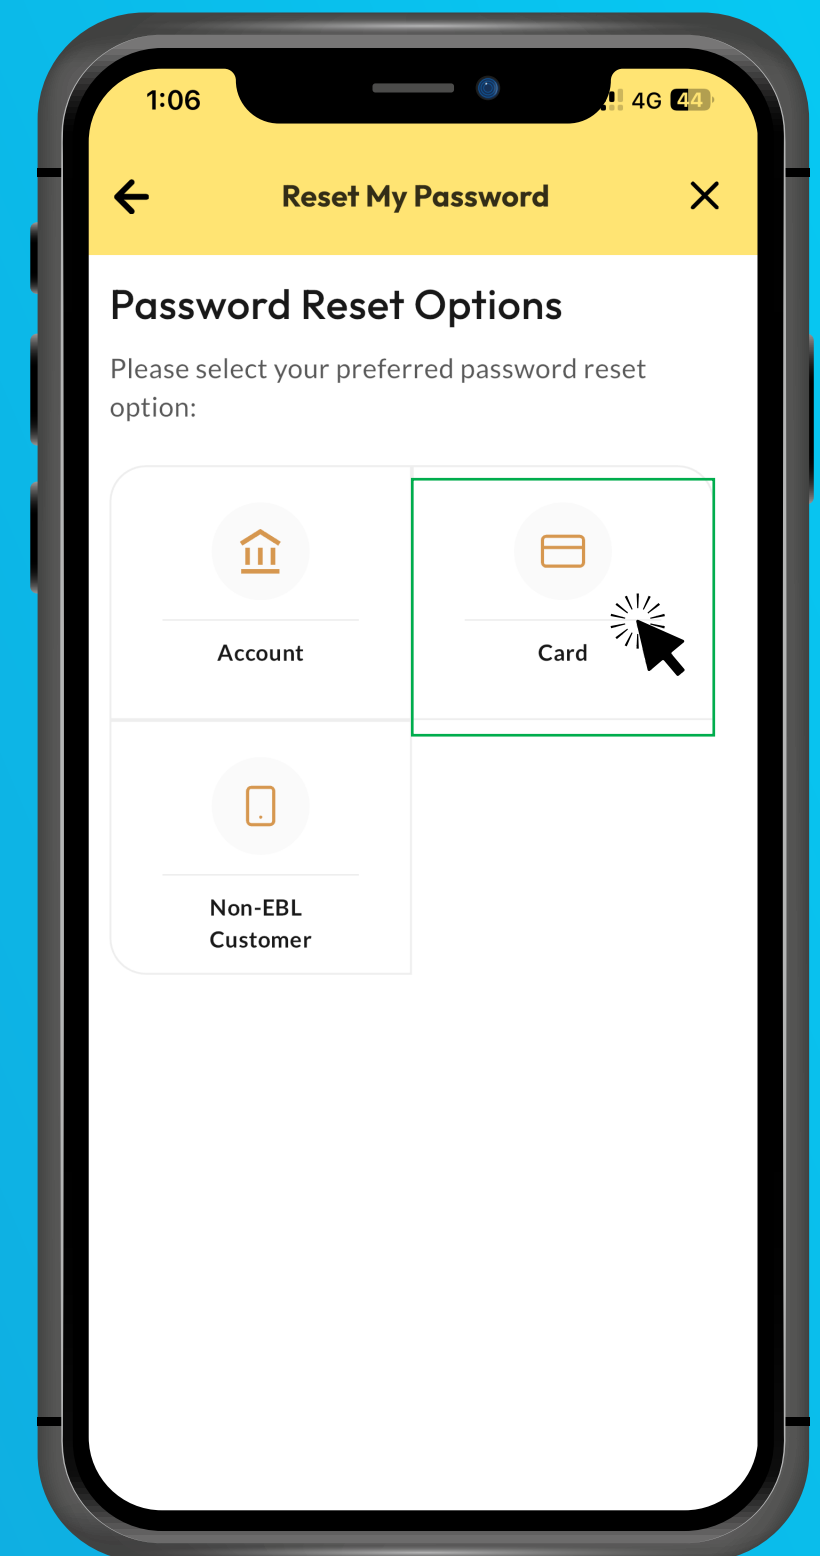 1:06
4G 44
Reset My Password
Password Reset Options
Please select your preferred password reset
option:
Account
Card
Non-EBL
Customer